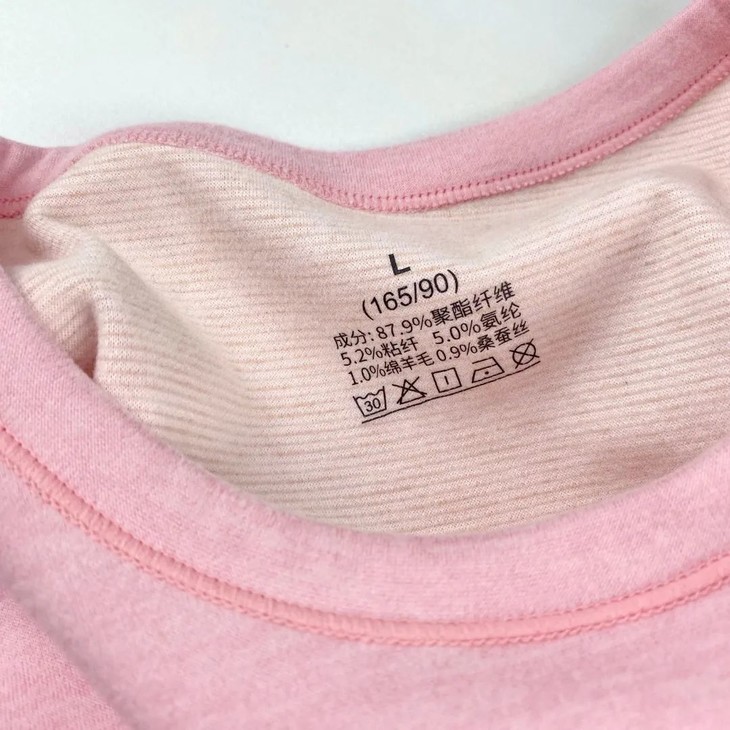 L
(165/90)
成分: 87.9%聚酯纤维
5.2%粘纤 5.0%氨纶
1.0%绵羊毛 0.9%桑蚕丝
30